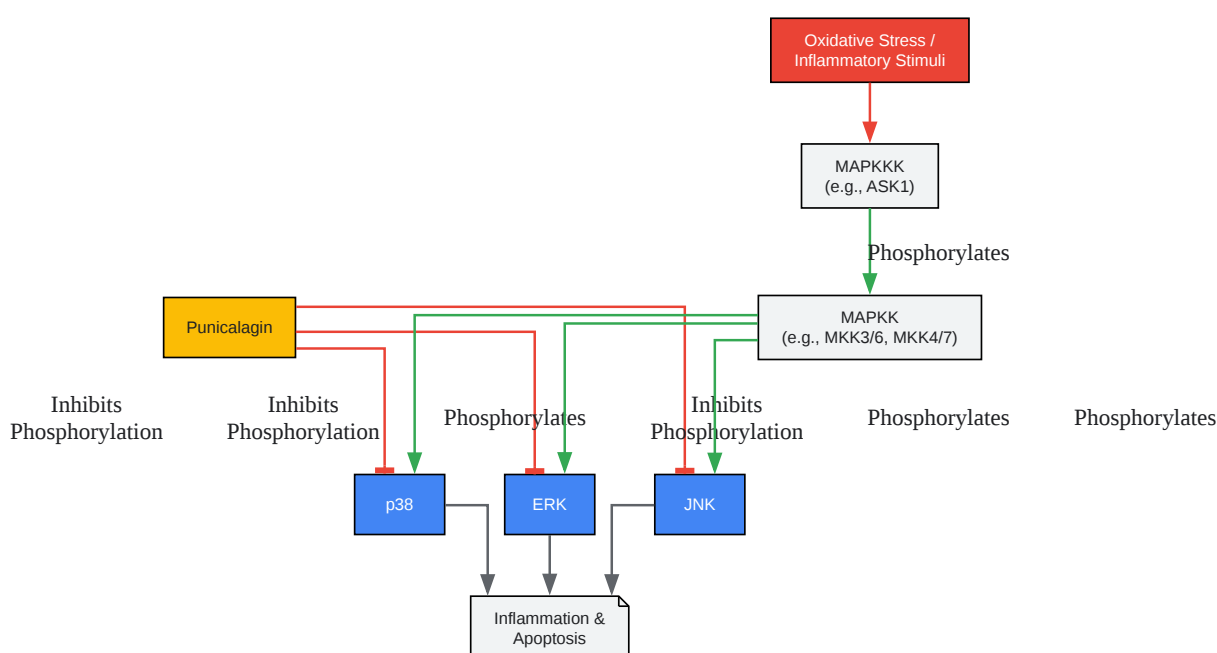 Oxidative Stress /
Inflammatory Stimuli
MAPKKK
(e.g., ASK1)
Phosphorylates
Punicalagin
MAPKK
(e.g., MKK3/6, MKK4/7)
Inhibits
Phosphorylation
Inhibits
Phosphorylation
Phosphorylates
Inhibits
Phosphorylation
Phosphorylates
Phosphorylates
p38
ERK
JNK
Inflammation &
Apoptosis